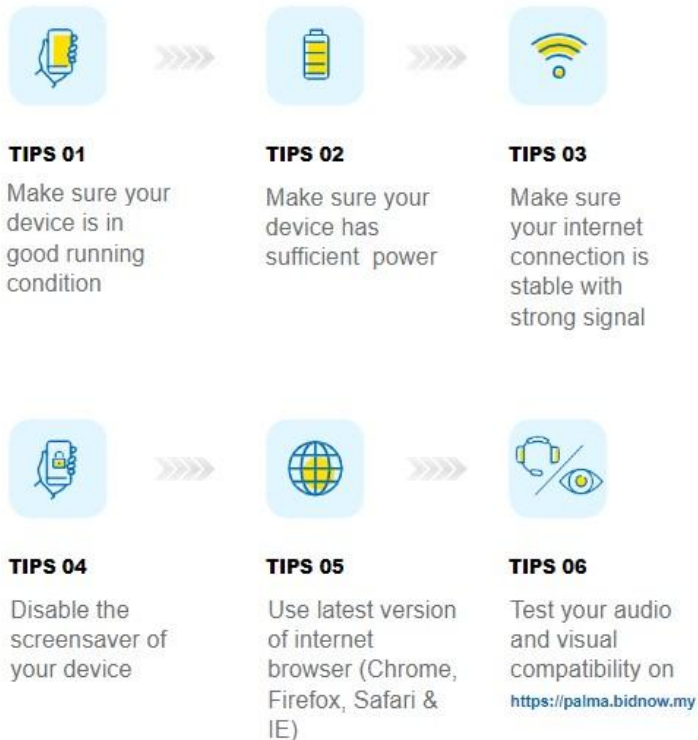 TIPS 01
Make sure your
device is in
good running
condition
TIPS 02
Make sure your
device has
sufficient power
TIPS 03
Make sure
your internet
connection is
stable with
strong signal
TIPS 04
Disable the
screensaver of
your device
TIPS 05
Use latest version
of internet
browser (Chrome,
Firefox, Safari &
IE)
TIPS 06
Test your audio
and visual
compatibility on
https://palma.bidnow.my